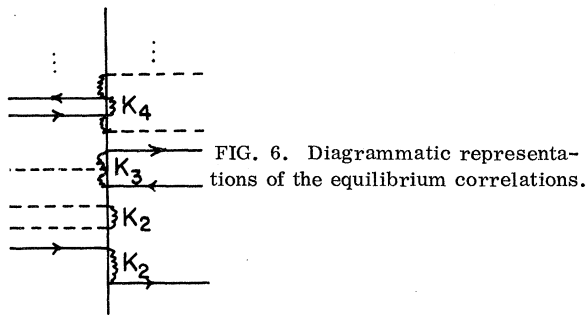 K4
K3
K2
K2
FIG. 6. Diagrammatic representa-
tions of the equilibrium correlations.